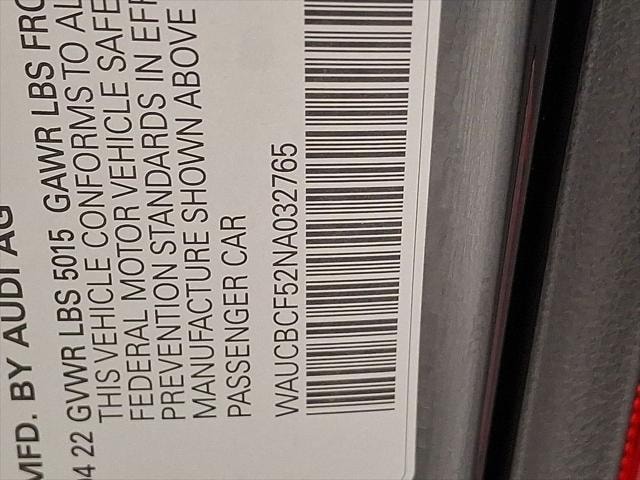 MFD. BY AUDI AG
04 22 GVWR LBS 5015 GAWR LBS FRO
THIS VEHICLE CONFORMS TO AL
FEDERAL MOTOR VEHICLE SAFE
PREVENTION STANDARDS IN EFF
MANUFACTURE SHOWN ABOVE
PASSENGER CAR
WAUCBCF52NA032765